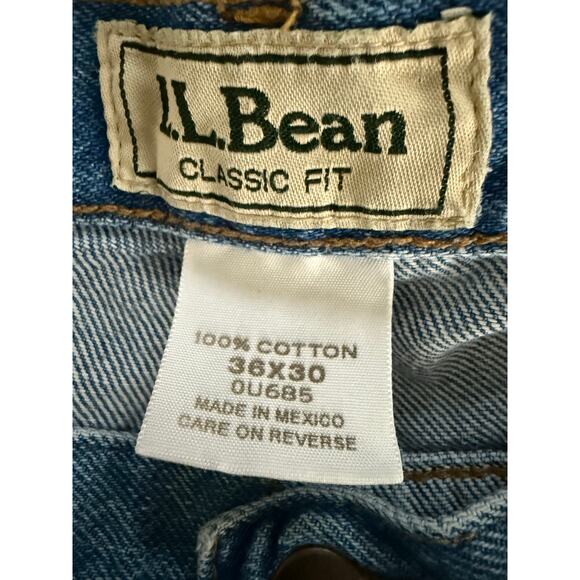 L.L.Bean
CLASSIC FIT
100% COTTON
36X30
0U685
MADE IN MEXICO
CARE ON REVERSE